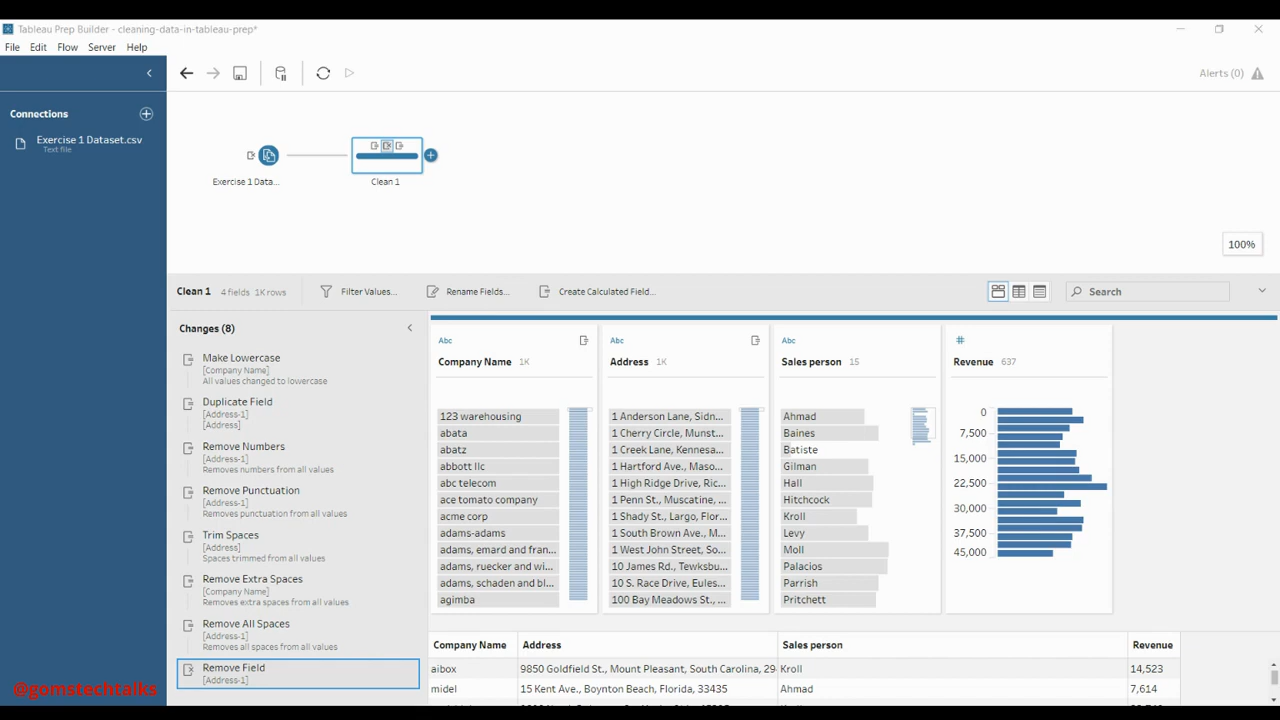 Tableau Prep Builder - cleaning-data-in-tableau-prep*
File Edit Flow Server Help
Alerts (0)
Connections
Exercise 1 Dataset.csv
Text file
Exercise 1 Data...
Clean 1
100%
Clean 1 4 fields 1K rows Filter Values... Rename Fields... Create Calculated Field... Search
Changes (8)
Make Lowercase
[Company Name]
All values changed to lowercase
Duplicate Field
[Address-1]
[Address]
Remove Numbers
[Address-1]
Removes numbers from all values
Remove Punctuation
[Address-1]
Removes punctuation from all values
Trim Spaces
[Address]
Spaces trimmed from all values
Remove Extra Spaces
[Company Name]
Removes extra spaces from all values
Remove All Spaces
[Address-1]
Removes all spaces from all values
Remove Field
[Address-1]
Abc
Company Name 1K
123 warehousing
abata
abatz
abbott llc
abc telecom
ace tomato company
acme corp
adams-adams
adams, emard and fran...
adams, ruecker and wi...
adams, schaden and bl...
agimba
Abc
Address 1K
1 Anderson Lane, Sidn...
1 Cherry Circle, Munst...
1 Creek Lane, Kennesa...
1 Hartford Ave., Maso...
1 High Ridge Drive, Ric...
1 Penn St., Muscatine, ...
1 Shady St., Largo, Flor...
1 South Brown Ave., M...
1 West John Street, So...
10 James Rd., Tewksbu...
10 S. Race Drive, Eules...
100 Bay Meadows St., ...
Abc
Sales person 15
Ahmad
Baines
Batiste
Gilman
Hall
Hitchcock
Kroll
Levy
Moll
Palacios
Parrish
Pritchett
#
Revenue 637
0
7,500
15,000
22,500
30,000
37,500
45,000
Company Name Address Sales person Revenue
aibox 9850 Goldfield St., Mount Pleasant, South Carolina, 29 Kroll 14,523
midel 15 Kent Ave., Boynton Beach, Florida, 33435 Ahmad 7,614
@gomstechtalks